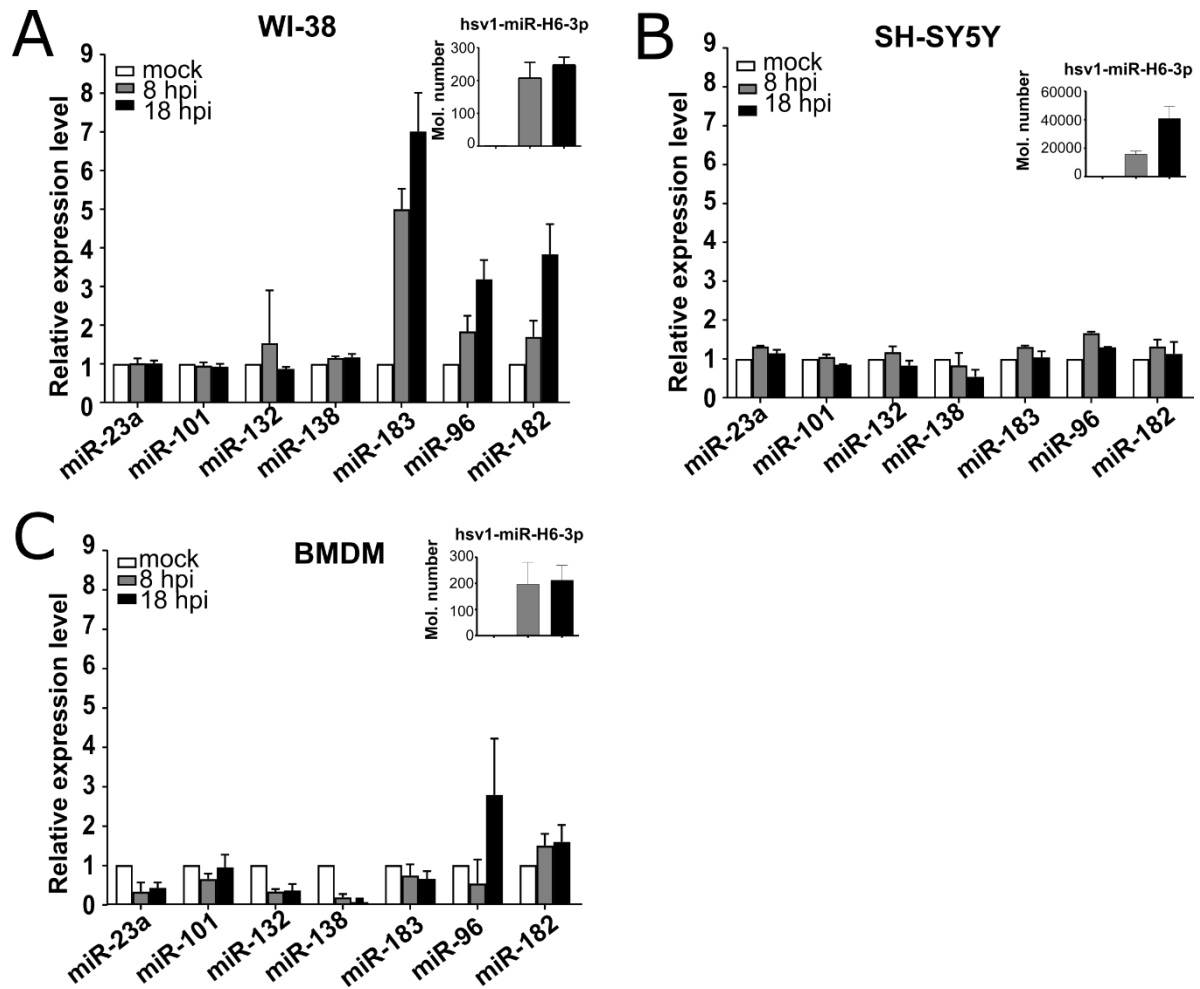 A
WI-38
mock
8 hpi
18 hpi
Relative expression level
9
8
7
6
5
4
3
2
1
0
miR-23a
miR-101
miR-132
miR-138
miR-183
miR-96
miR-182
hsv1-miR-H6-3p
Mol. number
300
200
100
0
B
SH-SY5Y
mock
8 hpi
18 hpi
Relative expression level
9
8
7
6
5
4
3
2
1
0
miR-23a
miR-101
miR-132
miR-138
miR-183
miR-96
miR-182
hsv1-miR-H6-3p
Mol. number
60000
40000
20000
0
C
BMDM
mock
8 hpi
18 hpi
Relative expression level
9
8
7
6
5
4
3
2
1
0
miR-23a
miR-101
miR-132
miR-138
miR-183
miR-96
miR-182
hsv1-miR-H6-3p
Mol. number
300
200
100
0